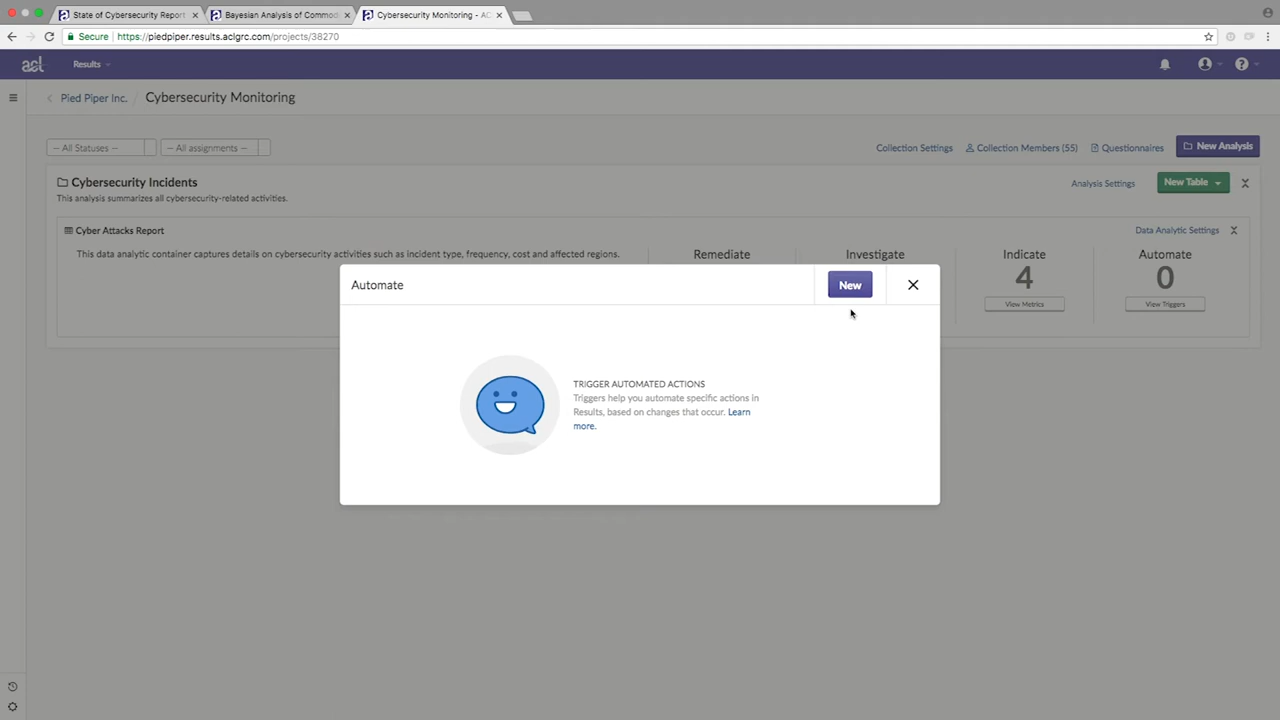 State of Cybersecurity Report
Bayesian Analysis of Commod
Cybersecurity Monitoring - AC
Secure
https://piedpiper.results.aclgrc.com/projects/38270
acl
Results
Pied Piper Inc.
Cybersecurity Monitoring
-- All Statuses --
-- All assignments --
Collection Settings
Collection Members (55)
Questionnaires
New Analysis
Cybersecurity Incidents
This analysis summarizes all cybersecurity-related activities.
Analysis Settings
New Table
Cyber Attacks Report
Data Analytic Settings
This data analytic container captures details on cybersecurity activities such as incident type, frequency, cost and affected regions.
Remediate
Investigate
Indicate
4
View Metrics
Automate
0
View Triggers
Automate
New
TRIGGER AUTOMATED ACTIONS
Triggers help you automate specific actions in
Results, based on changes that occur. Learn
more.